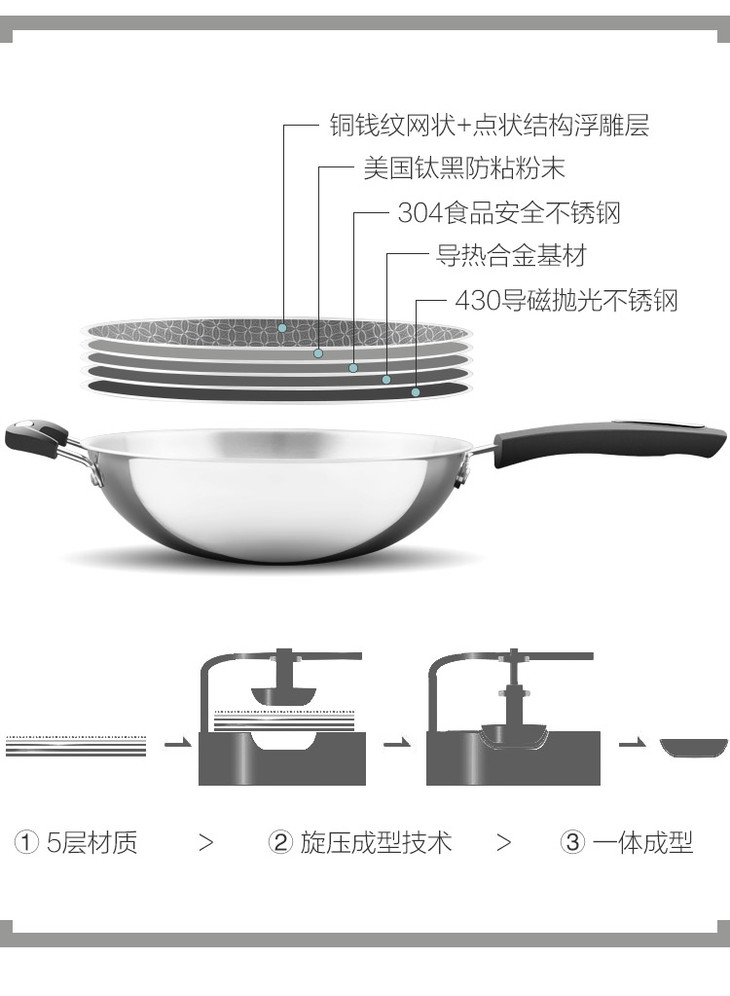 铜钱纹网状+点状结构浮雕层
美国钛黑防粘粉末
304食品安全不锈钢
导热合金基材
430导磁抛光不锈钢
① 5层材质 > ② 旋压成型技术 > ③ 一体成型